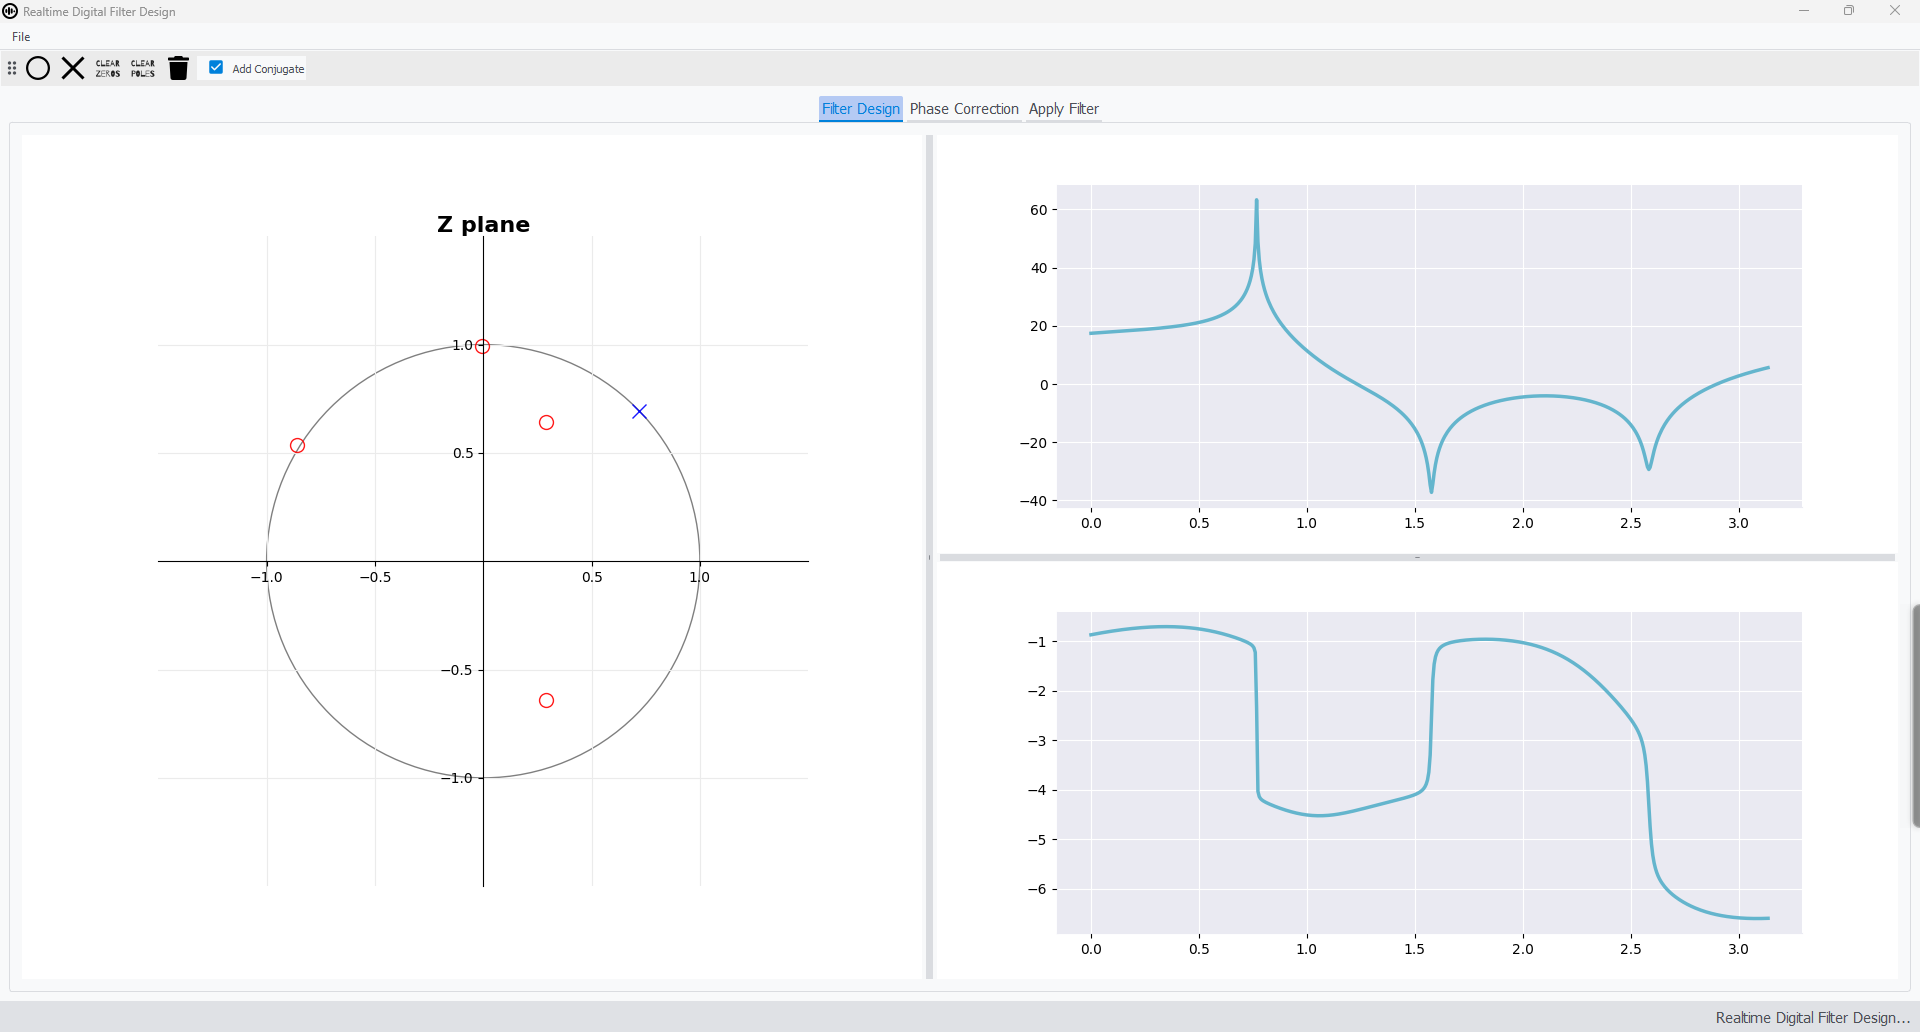 Realtime Digital Filter Design
File
CLEAR ZEROS
CLEAR POLES
Add Conjugate
Filter Design Phase Correction Apply Filter
Z plane
1.0
0.5
−1.0 −0.5 0.5 1.0
−0.5
−1.0
60
40
20
0
−20
−40
0.0 0.5 1.0 1.5 2.0 2.5 3.0
−1
−2
−3
−4
−5
−6
0.0 0.5 1.0 1.5 2.0 2.5 3.0
Realtime Digital Filter Design...